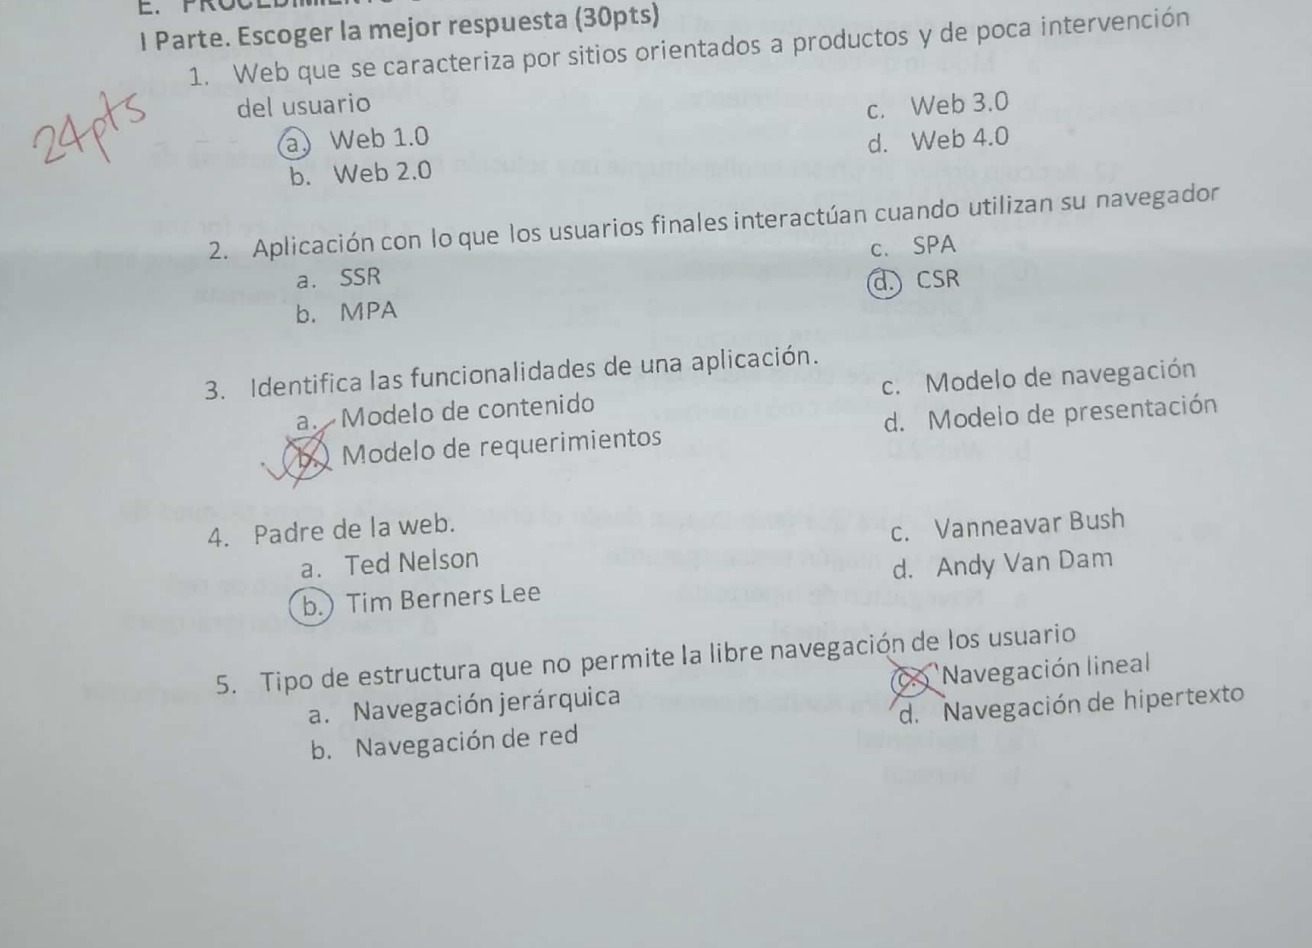 E.
I Parte. Escoger la mejor respuesta (30pts)
1. Web que se caracteriza por sitios orientados a productos y de poca intervención
del usuario
24pts
a. Web 1.0
b. Web 2.0
c. Web 3.0
d. Web 4.0
2. Aplicación con lo que los usuarios finales interactúan cuando utilizan su navegador
a. SSR
b. MPA
c. SPA
d. CSR
3. Identifica las funcionalidades de una aplicación.
a. Modelo de contenido
b. Modelo de requerimientos
c. Modelo de navegación
d. Modelo de presentación
4. Padre de la web.
a. Ted Nelson
b. Tim Berners Lee
c. Vanneavar Bush
d. Andy Van Dam
5. Tipo de estructura que no permite la libre navegación de los usuario
a. Navegación jerárquica
b. Navegación de red
c. Navegación lineal
d. Navegación de hipertexto